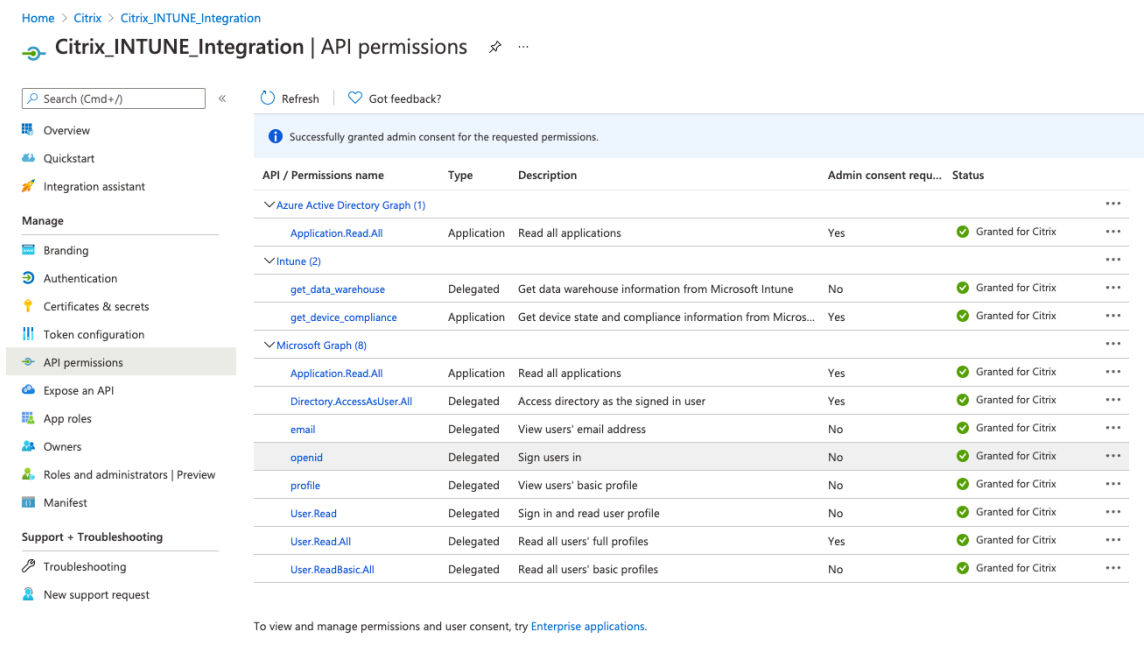 Home > Citrix > Citrix_INTUNE_Integration
Citrix_INTUNE_Integration | API permissions ...
Search (Cmd+/) «
Overview
Quickstart
Integration assistant
Manage
Branding
Authentication
Certificates & secrets
Token configuration
API permissions
Expose an API
App roles
Owners
Roles and administrators | Preview
Manifest
Support + Troubleshooting
Troubleshooting
New support request
Refresh | Got feedback?
Successfully granted admin consent for the requested permissions.
API / Permissions name Type Description Admin consent requ... Status
Azure Active Directory Graph (1) ...
Application.Read.All Application Read all applications Yes Granted for Citrix ...
Intune (2) ...
get_data_warehouse Delegated Get data warehouse information from Microsoft Intune No Granted for Citrix ...
get_device_compliance Application Get device state and compliance information from Micros... Yes Granted for Citrix ...
Microsoft Graph (8) ...
Application.Read.All Application Read all applications Yes Granted for Citrix ...
Directory.AccessAsUser.All Delegated Access directory as the signed in user Yes Granted for Citrix ...
email Delegated View users' email address No Granted for Citrix ...
openid Delegated Sign users in No Granted for Citrix ...
profile Delegated View users' basic profile No Granted for Citrix ...
User.Read Delegated Sign in and read user profile No Granted for Citrix ...
User.Read.All Delegated Read all users' full profiles Yes Granted for Citrix ...
User.ReadBasic.All Delegated Read all users' basic profiles No Granted for Citrix ...
To view and manage permissions and user consent, try Enterprise applications.